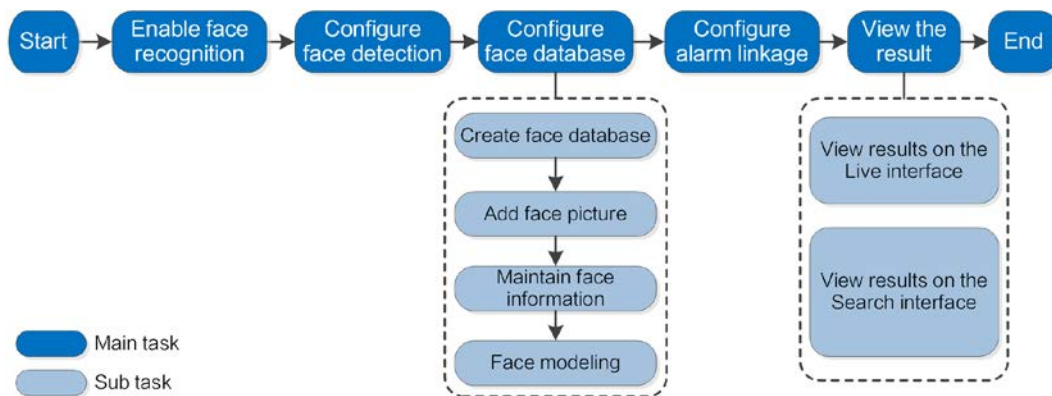 Start
Enable face
recognition
Configure
face detection
Configure
face database
Configure
alarm linkage
View the
result
End
Create face database
Add face picture
Maintain face
information
Face modeling
View results on the
Live interface
View results on the
Search interface
Main task
Sub task